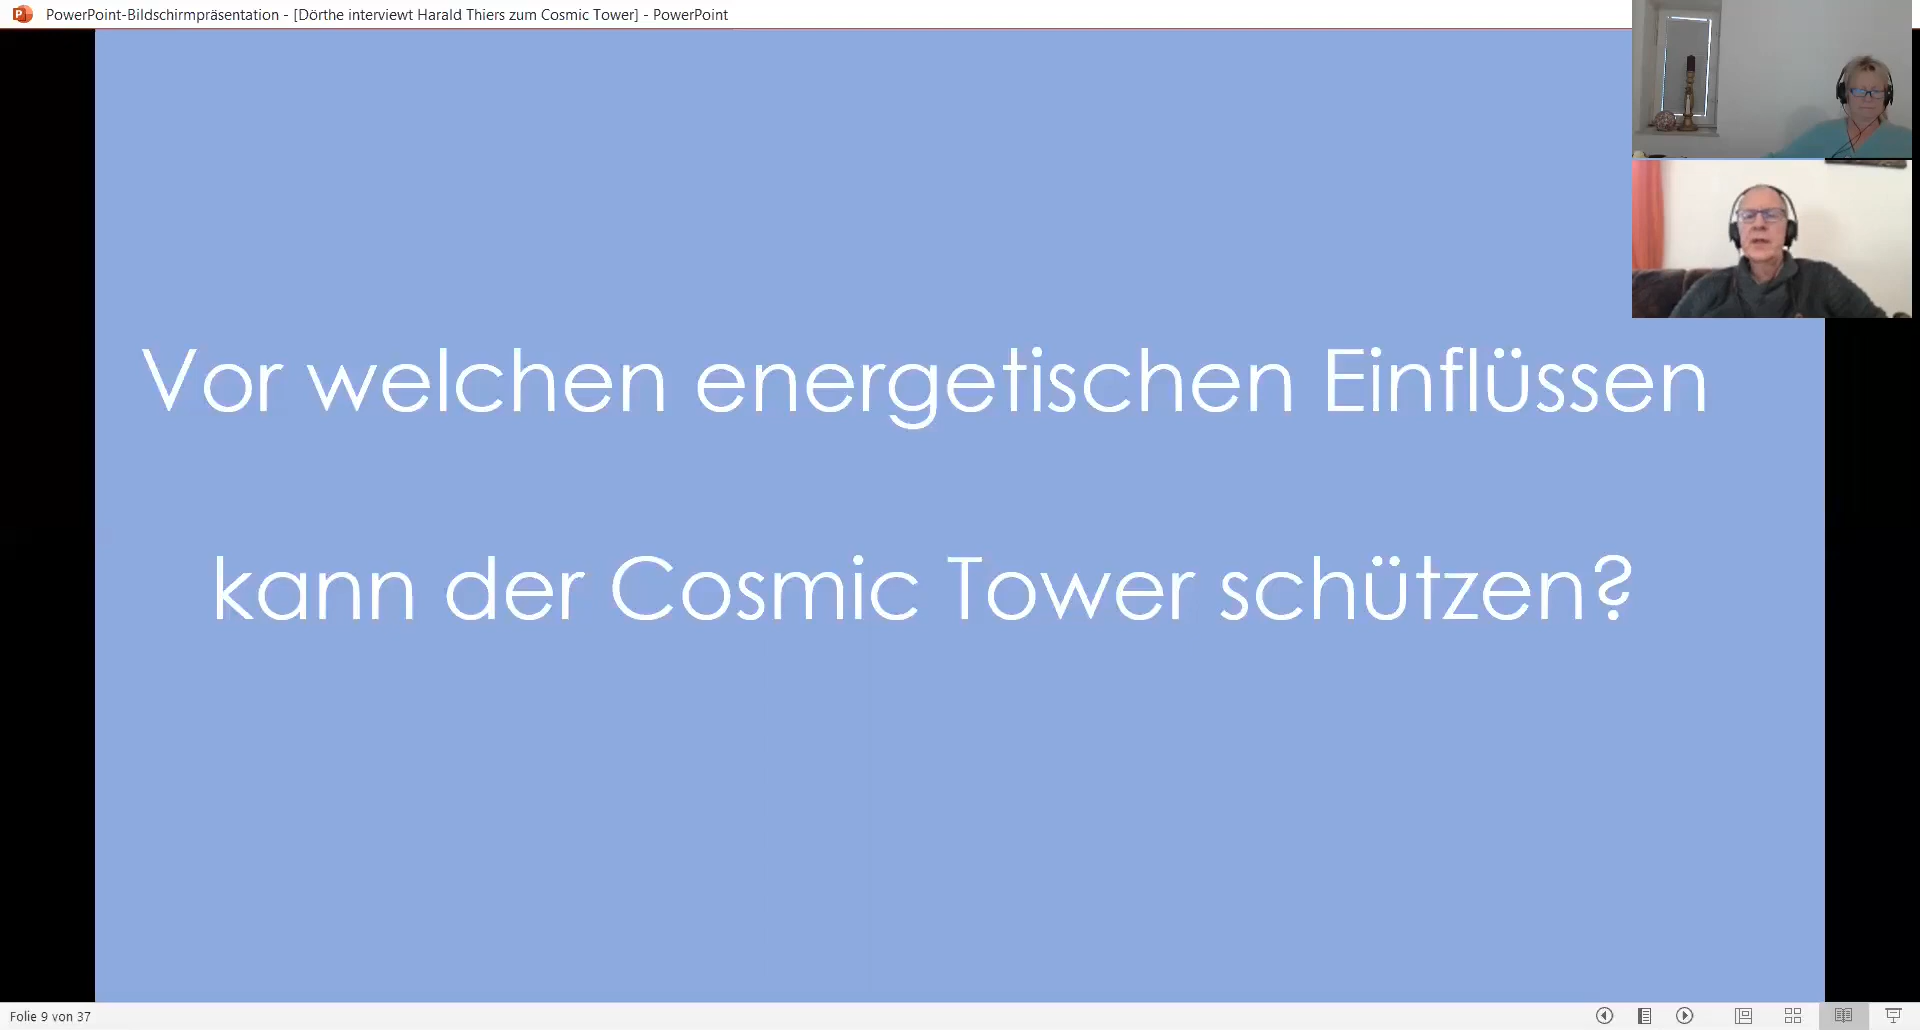 PowerPoint-Bildschirmpräsentation - [Dörthe interviewt Harald Thiers zum Cosmic Tower] - PowerPoint
Vor welchen energetischen Einflüssen
kann der Cosmic Tower schützen?
Folie 9 von 37